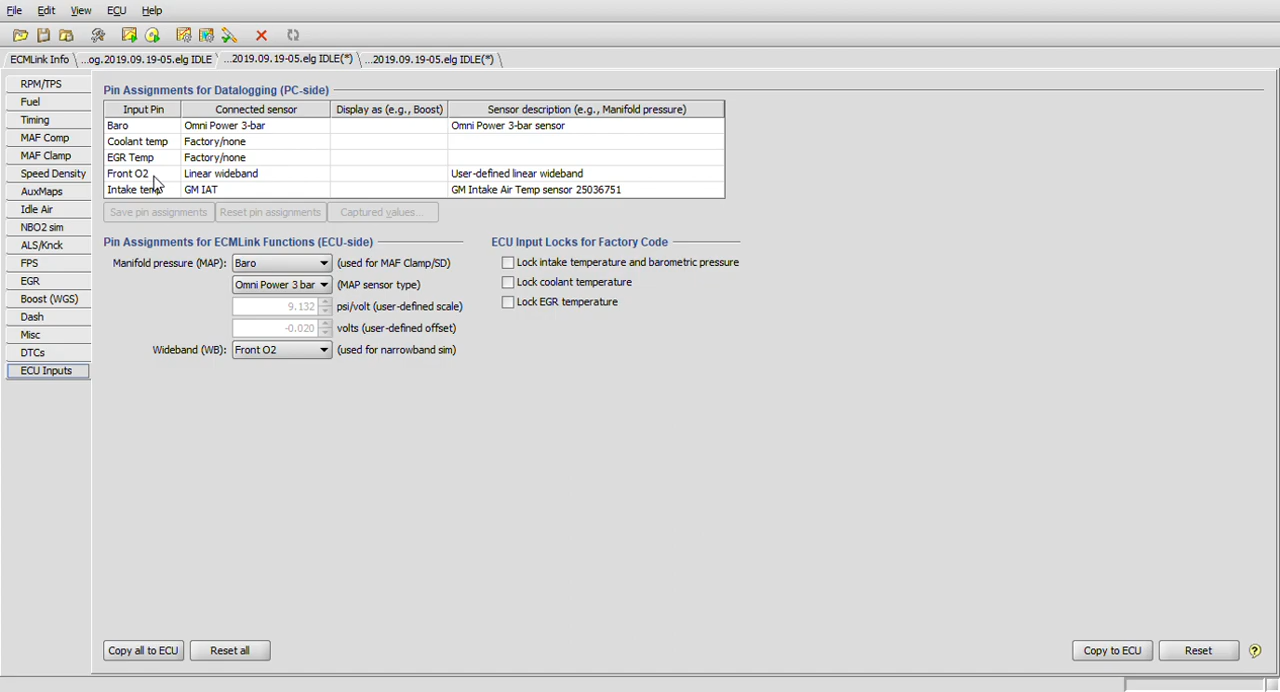 File Edit View ECU Help
ECMLink Info ...og.2019.09.19-05.elg IDLE ...2019.09.19-05.elg IDLE(*) ...2019.09.19-05.elg IDLE(*)
RPM/TPS
Fuel
Timing
MAF Comp
MAF Clamp
Speed Density
AuxMaps
Idle Air
NBO2 sim
ALS/Knck
FPS
EGR
Boost (WGS)
Dash
Misc
DTCs
ECU Inputs
Pin Assignments for Datalogging (PC-side)
Input Pin Connected sensor Display as (e.g., Boost) Sensor description (e.g., Manifold pressure)
Baro Omni Power 3-bar Omni Power 3-bar sensor
Coolant temp Factory/none
EGR Temp Factory/none
Front O2 Linear wideband User-defined linear wideband
Intake temp GM IAT GM Intake Air Temp sensor 25036751
Save pin assignments Reset pin assignments Captured values...
Pin Assignments for ECMLink Functions (ECU-side)
Manifold pressure (MAP): Baro (used for MAF Clamp/SD)
Omni Power 3 bar (MAP sensor type)
9.132 psi/volt (user-defined scale)
-0.020 volts (user-defined offset)
Wideband (WB): Front O2 (used for narrowband sim)
ECU Input Locks for Factory Code
Lock intake temperature and barometric pressure
Lock coolant temperature
Lock EGR temperature
Copy all to ECU Reset all Copy to ECU Reset ?